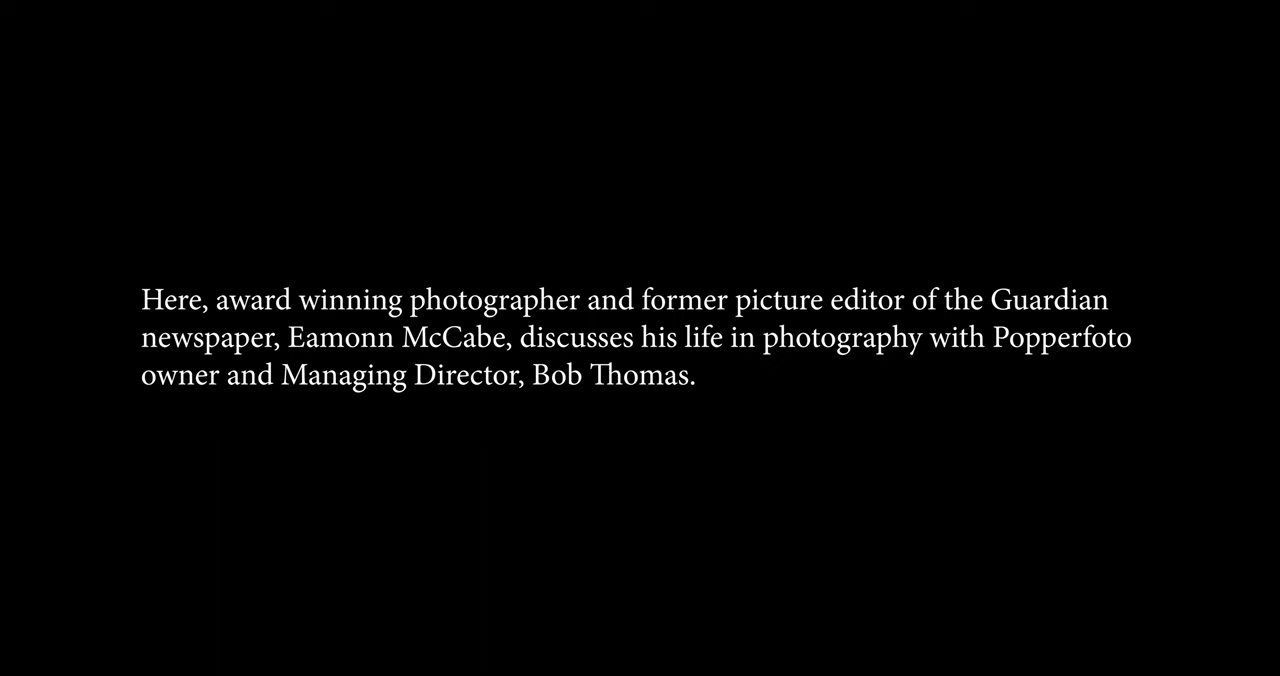 Here, award winning photographer and former picture editor of the Guardian
newspaper, Eamonn McCabe, discusses his life in photography with Popperfoto
owner and Managing Director, Bob Thomas.